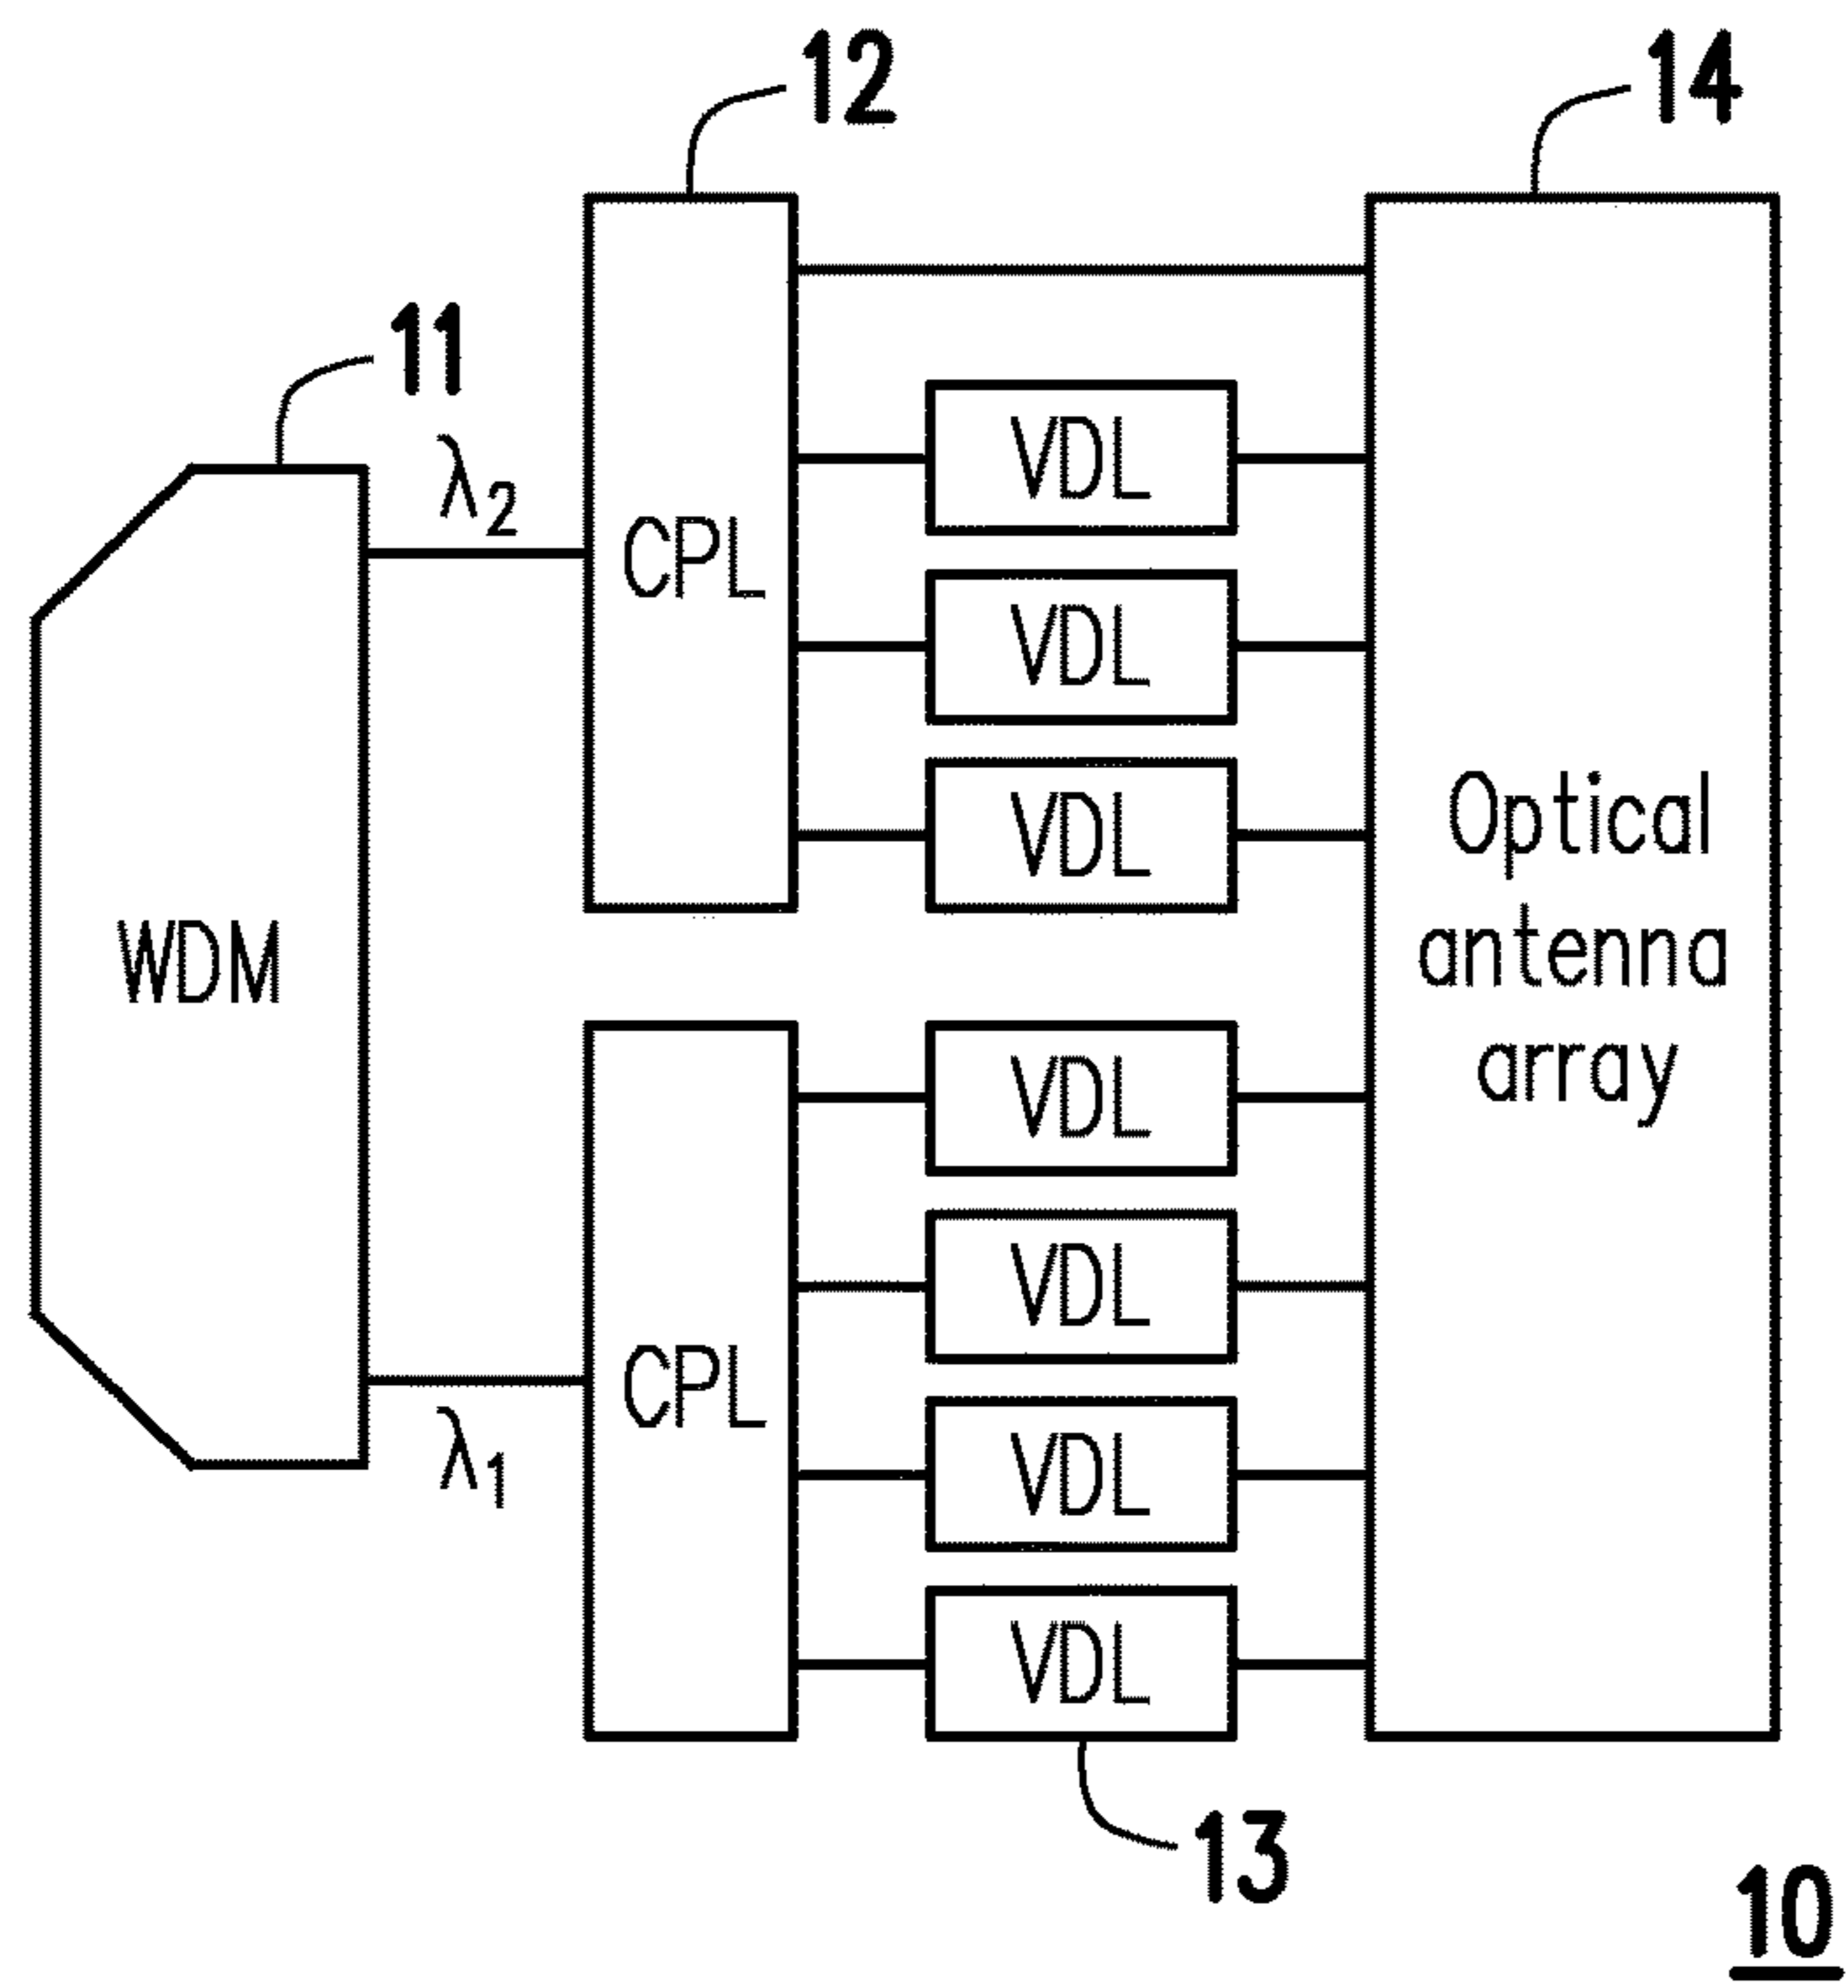 12
14
11
λ2
CPL
VDL
VDL
VDL
Optical
antenna
array
WDM
VDL
VDL
CPL
λ1
VDL
VDL
13
10